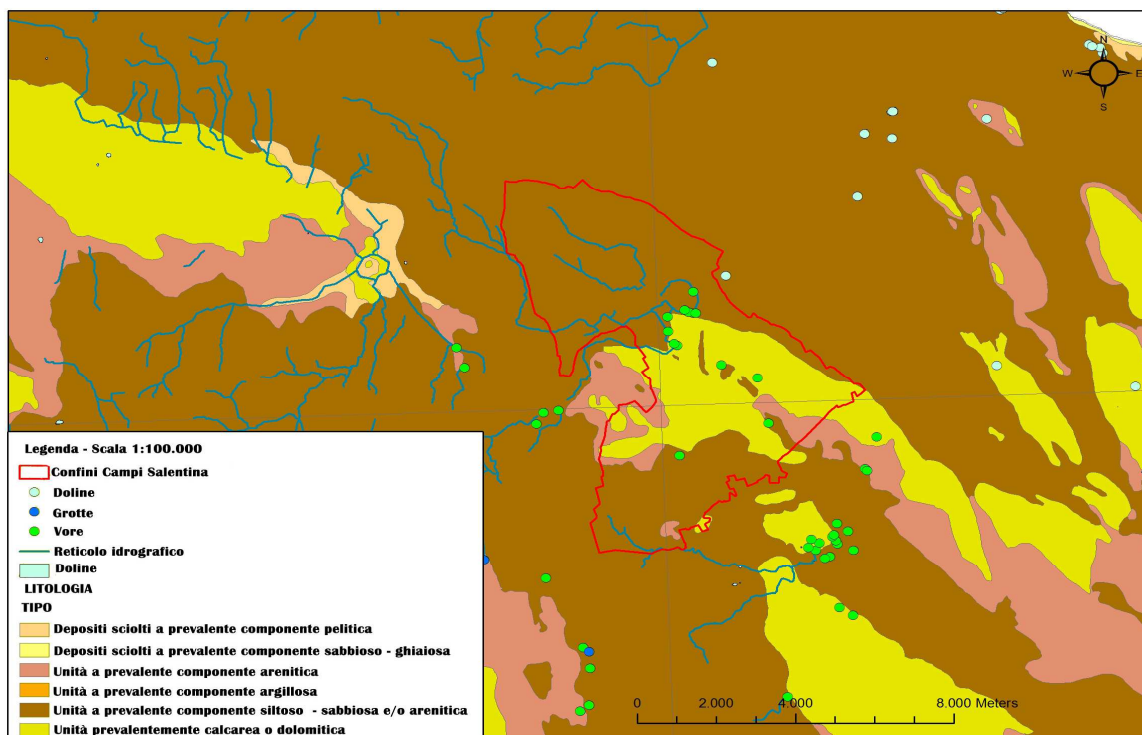 N
W E
S
Legenda - Scala 1:100.000
Confini Campi Salentina
Doline
Grotte
Vore
Reticolo idrografico
Doline
LITOLOGIA
TIPO
Depositi sciolti a prevalente componente pelitica
Depositi sciolti a prevalente componente sabbioso - ghiaiosa
Unità a prevalente componente arenitica
Unità a prevalente componente argillosa
Unità a prevalente componente siltoso - sabbiosa e/o arenitica
Unità prevalentemente calcarea o dolomitica
0 2.000 4.000 8.000 Meters